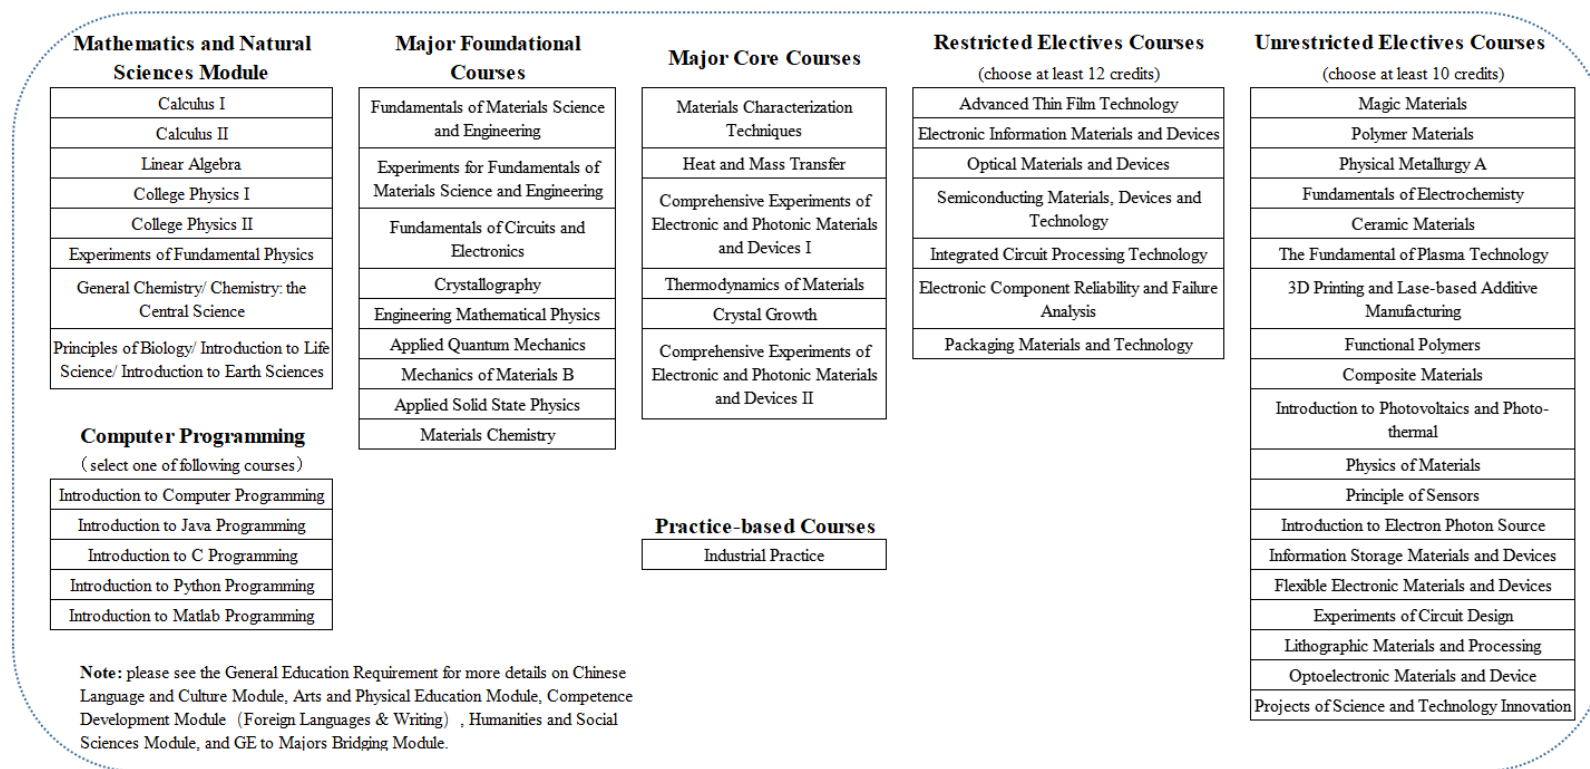 Mathematics and Natural
Sciences Module
Calculus I
Calculus II
Linear Algebra
College Physics I
College Physics II
Experiments of Fundamental Physics
General Chemistry/ Chemistry: the
Central Science
Principles of Biology/ Introduction to Life
Science/ Introduction to Earth Sciences
Computer Programming
(select one of following courses)
Introduction to Computer Programming
Introduction to Java Programming
Introduction to C Programming
Introduction to Python Programming
Introduction to Matlab Programming
Major Foundational
Courses
Fundamentals of Materials Science
and Engineering
Experiments for Fundamentals of
Materials Science and Engineering
Fundamentals of Circuits and
Electronics
Crystallography
Engineering Mathematical Physics
Applied Quantum Mechanics
Mechanics of Materials B
Applied Solid State Physics
Materials Chemistry
Major Core Courses
Materials Characterization
Techniques
Heat and Mass Transfer
Comprehensive Experiments of
Electronic and Photonic Materials
and Devices I
Thermodynamics of Materials
Crystal Growth
Comprehensive Experiments of
Electronic and Photonic Materials
and Devices II
Practice-based Courses
Industrial Practice
Restricted Electives Courses
(choose at least 12 credits)
Advanced Thin Film Technology
Electronic Information Materials and Devices
Optical Materials and Devices
Semiconducting Materials, Devices and
Technology
Integrated Circuit Processing Technology
Electronic Component Reliability and Failure
Analysis
Packaging Materials and Technology
Unrestricted Electives Courses
(choose at least 10 credits)
Magic Materials
Polymer Materials
Physical Metallurgy A
Fundamentals of Electrochemisty
Ceramic Materials
The Fundamental of Plasma Technology
3D Printing and Lase-based Additive
Manufacturing
Functional Polymers
Composite Materials
Introduction to Photovoltaics and Photo-
thermal
Physics of Materials
Principle of Sensors
Introduction to Electron Photon Source
Information Storage Materials and Devices
Flexible Electronic Materials and Devices
Experiments of Circuit Design
Lithographic Materials and Processing
Optoelectronic Materials and Device
Projects of Science and Technology Innovation
Note: please see the General Education Requirement for more details on Chinese
Language and Culture Module, Arts and Physical Education Module, Competence
Development Module (Foreign Languages & Writing) , Humanities and Social
Sciences Module, and GE to Majors Bridging Module.